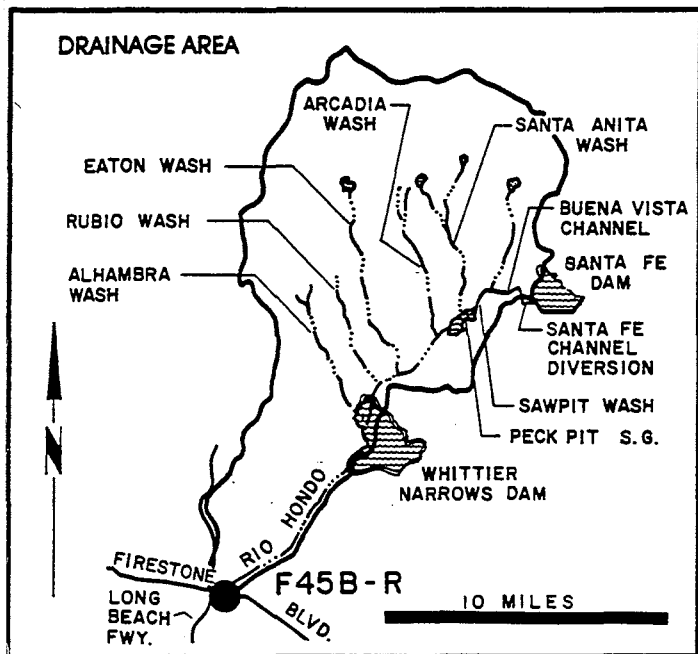 DRAINAGE AREA
ARCADIA
WASH
SANTA ANITA
WASH
EATON WASH
BUENA VISTA
CHANNEL
RUBIO WASH
SANTA FE
DAM
ALHAMBRA
WASH
SANTA FE
CHANNEL
DIVERSION
SAWPIT WASH
PECK PIT S.G.
N
WHITTIER
NARROWS DAM
RIO HONDO
FIRESTONE
BLVD.
F45B-R
LONG
BEACH
FWY.
10 MILES